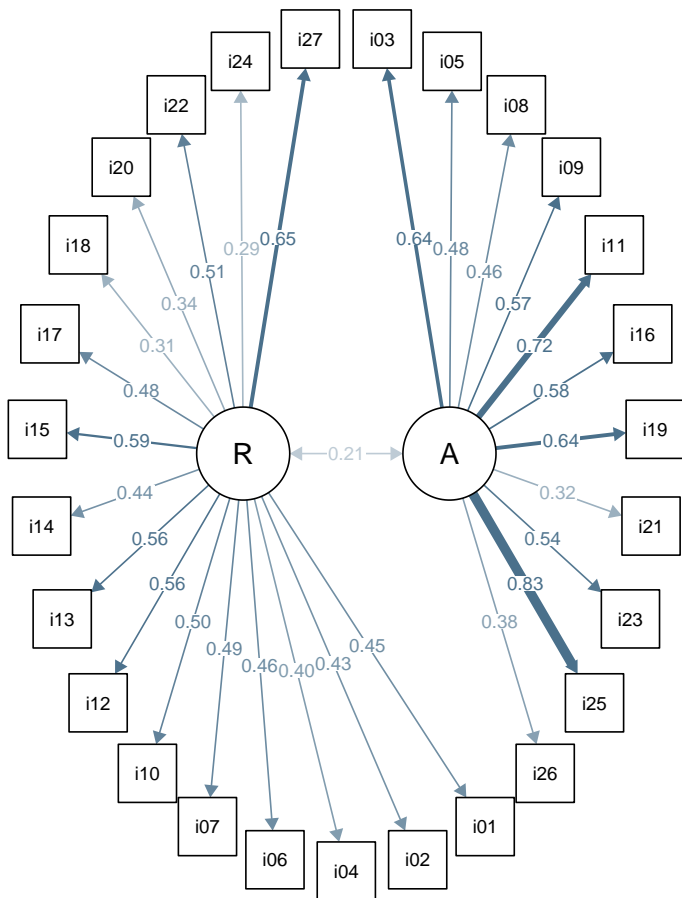 i27 i03
i24 i05
i22 i08
i20 i09
i18 i11
0.29 0.65 0.64 0.48
0.51 0.46
0.34 0.57
i17 i16
0.31 0.72
0.48 0.58
i15 0.59 0.64 i19
R 0.21 A
0.44 0.32
i14 i21
0.56 0.54
0.56 0.83
i13 i23
0.50 0.38
0.49 0.45
0.46 0.40 0.43
i12 i25
i10 i26
i07 i01
i06 i02
i04